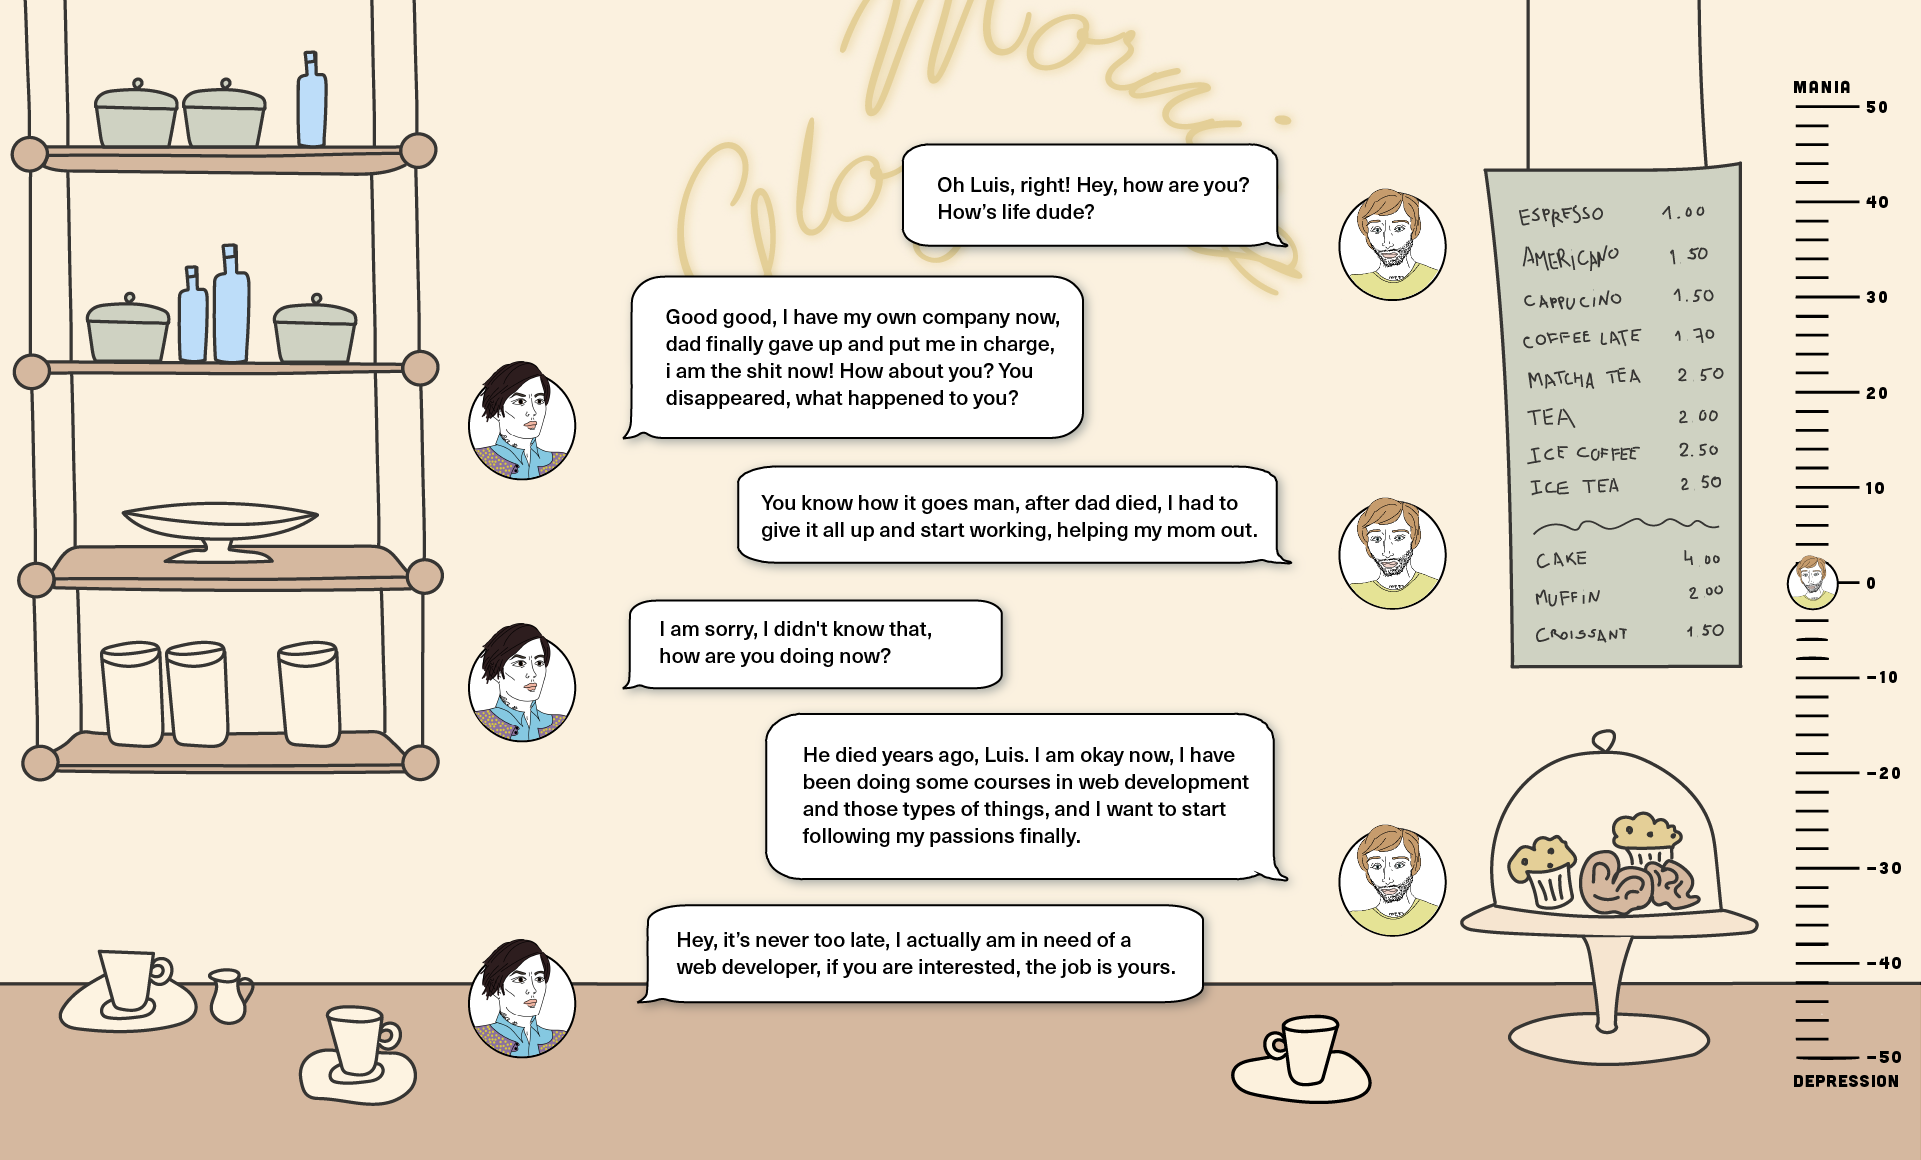 Glo
Morning
Oh Luis, right! Hey, how are you?
How’s life dude?
Good good, I have my own company now,
dad finally gave up and put me in charge,
i am the shit now! How about you? You
disappeared, what happened to you?
You know how it goes man, after dad died, I had to
give it all up and start working, helping my mom out.
I am sorry, I didn't know that,
how are you doing now?
He died years ago, Luis. I am okay now, I have
been doing some courses in web development
and those types of things, and I want to start
following my passions finally.
Hey, it’s never too late, I actually am in need of a
web developer, if you are interested, the job is yours.
ESPRESSO 1.00
AMERICANO 1 50
CAPPUCINO 1.50
COFFEE LATE 1.70
MATCHA TEA 2 50
TEA 2 00
ICE COFFEE 2.50
ICE TEA 2 50
CAKE 4.00
MUFFIN 2 00
CROISSANT 1 50
MANIA
50
40
30
20
10
0
-10
-20
-30
-40
-50
DEPRESSION